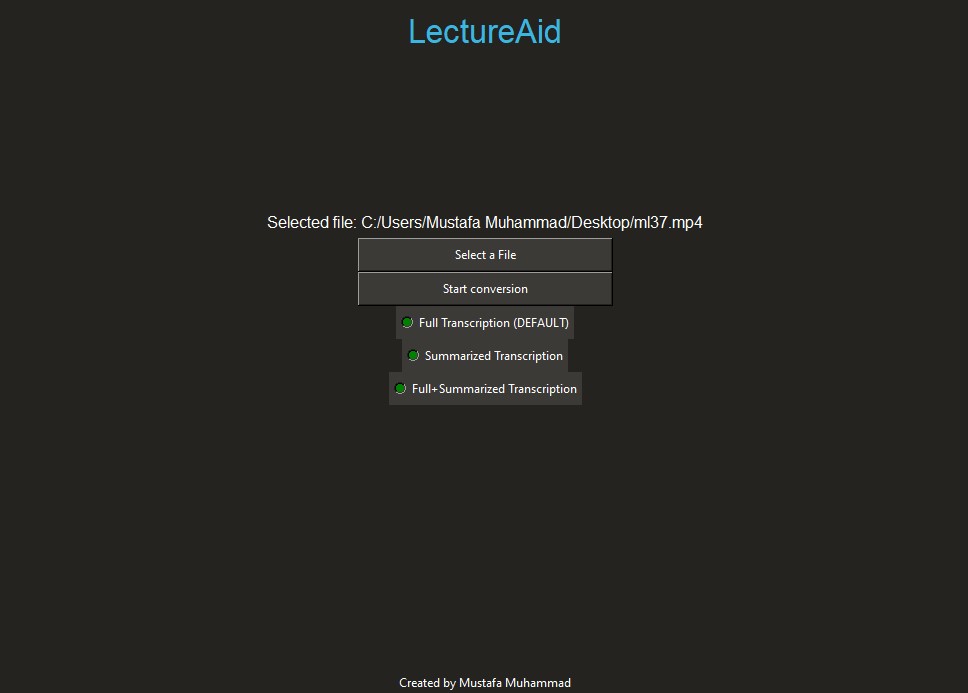 LectureAid
Selected file: C:/Users/Mustafa Muhammad/Desktop/ml37.mp4
Select a File
Start conversion
Full Transcription (DEFAULT)
Summarized Transcription
Full+Summarized Transcription
Created by Mustafa Muhammad